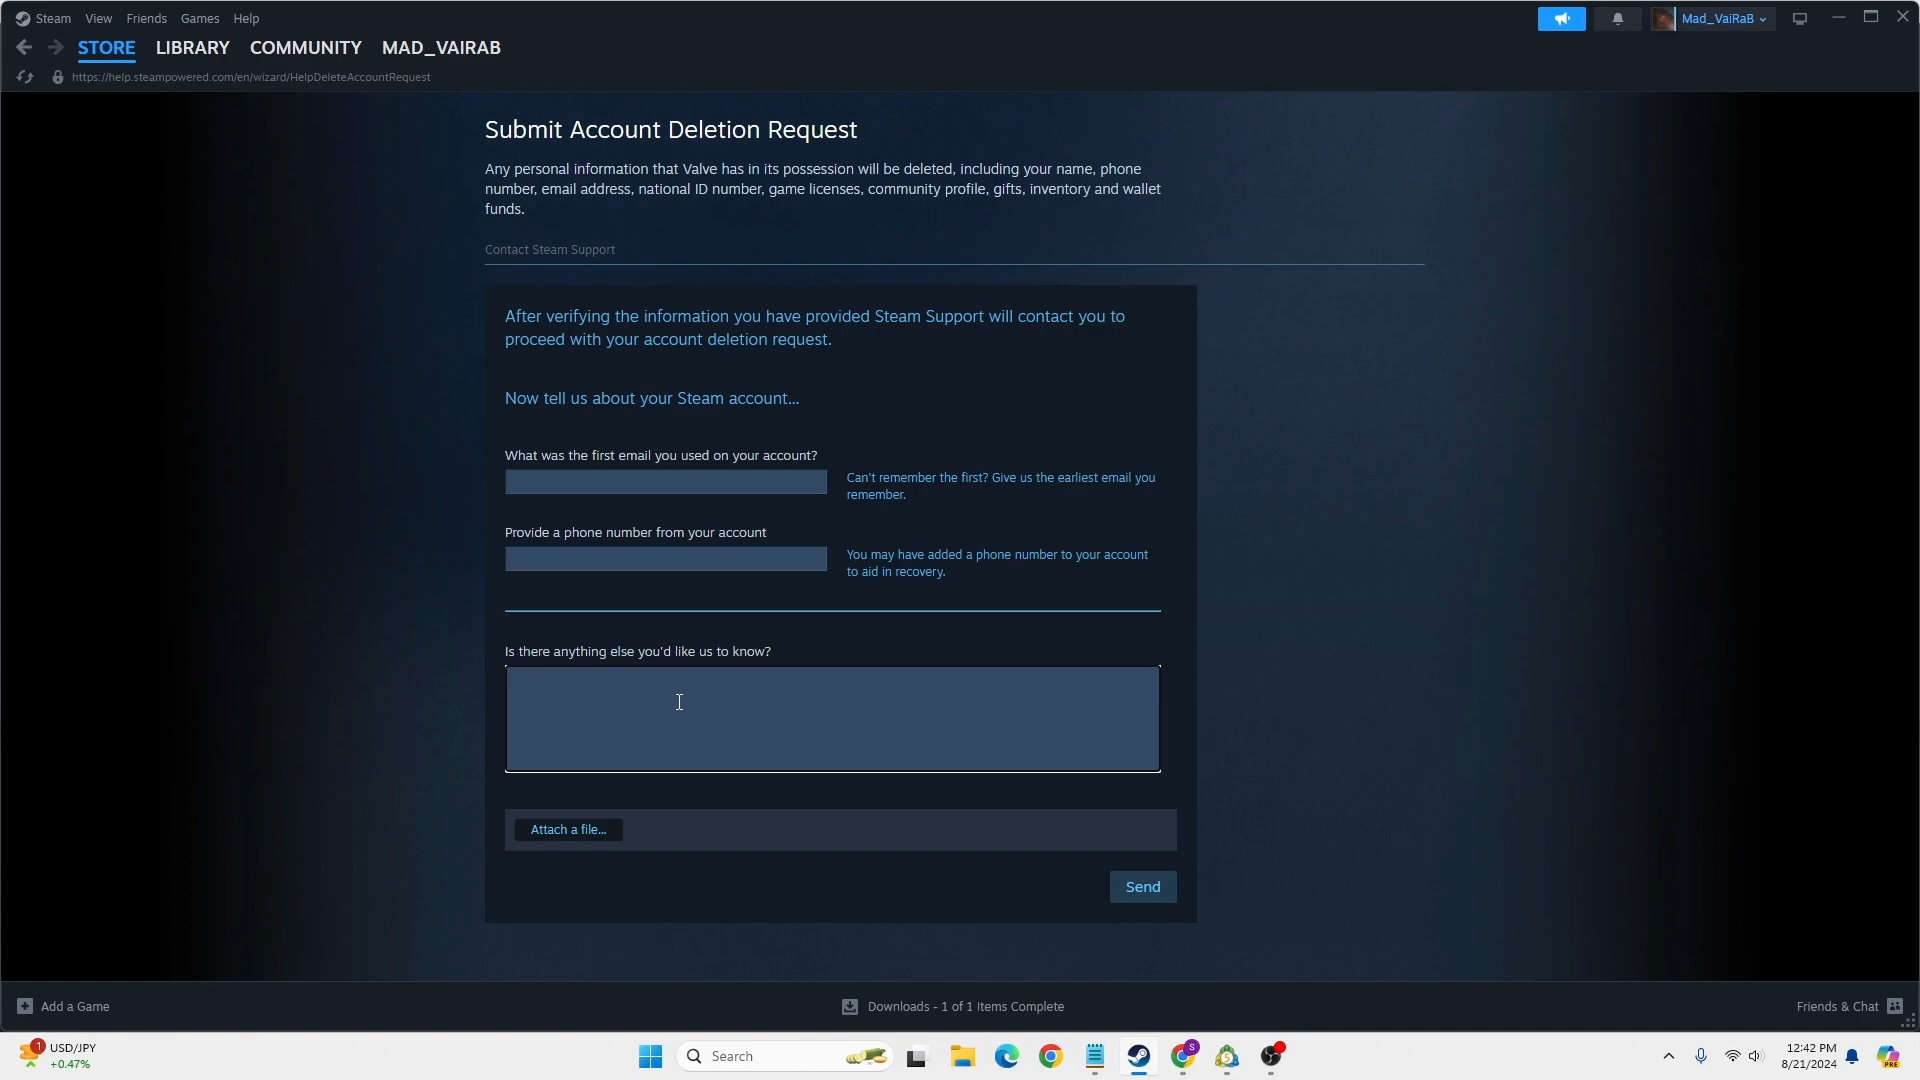 Steam View Friends Games Help
Mad_VaiRaB
STORE LIBRARY COMMUNITY MAD_VAIRAB
https://help.steampowered.com/en/wizard/HelpDeleteAccountRequest
Submit Account Deletion Request
Any personal information that Valve has in its possession will be deleted, including your name, phone
number, email address, national ID number, game licenses, community profile, gifts, inventory and wallet
funds.
Contact Steam Support
After verifying the information you have provided Steam Support will contact you to
proceed with your account deletion request.
Now tell us about your Steam account...
What was the first email you used on your account?
Can't remember the first? Give us the earliest email you
remember.
Provide a phone number from your account
You may have added a phone number to your account
to aid in recovery.
Is there anything else you'd like us to know?
Attach a file...
Send
Add a Game
Downloads - 1 of 1 Items Complete
Friends & Chat
1
USD/JPY
+0.47%
Search
S
12:42 PM
8/21/2024
PRE